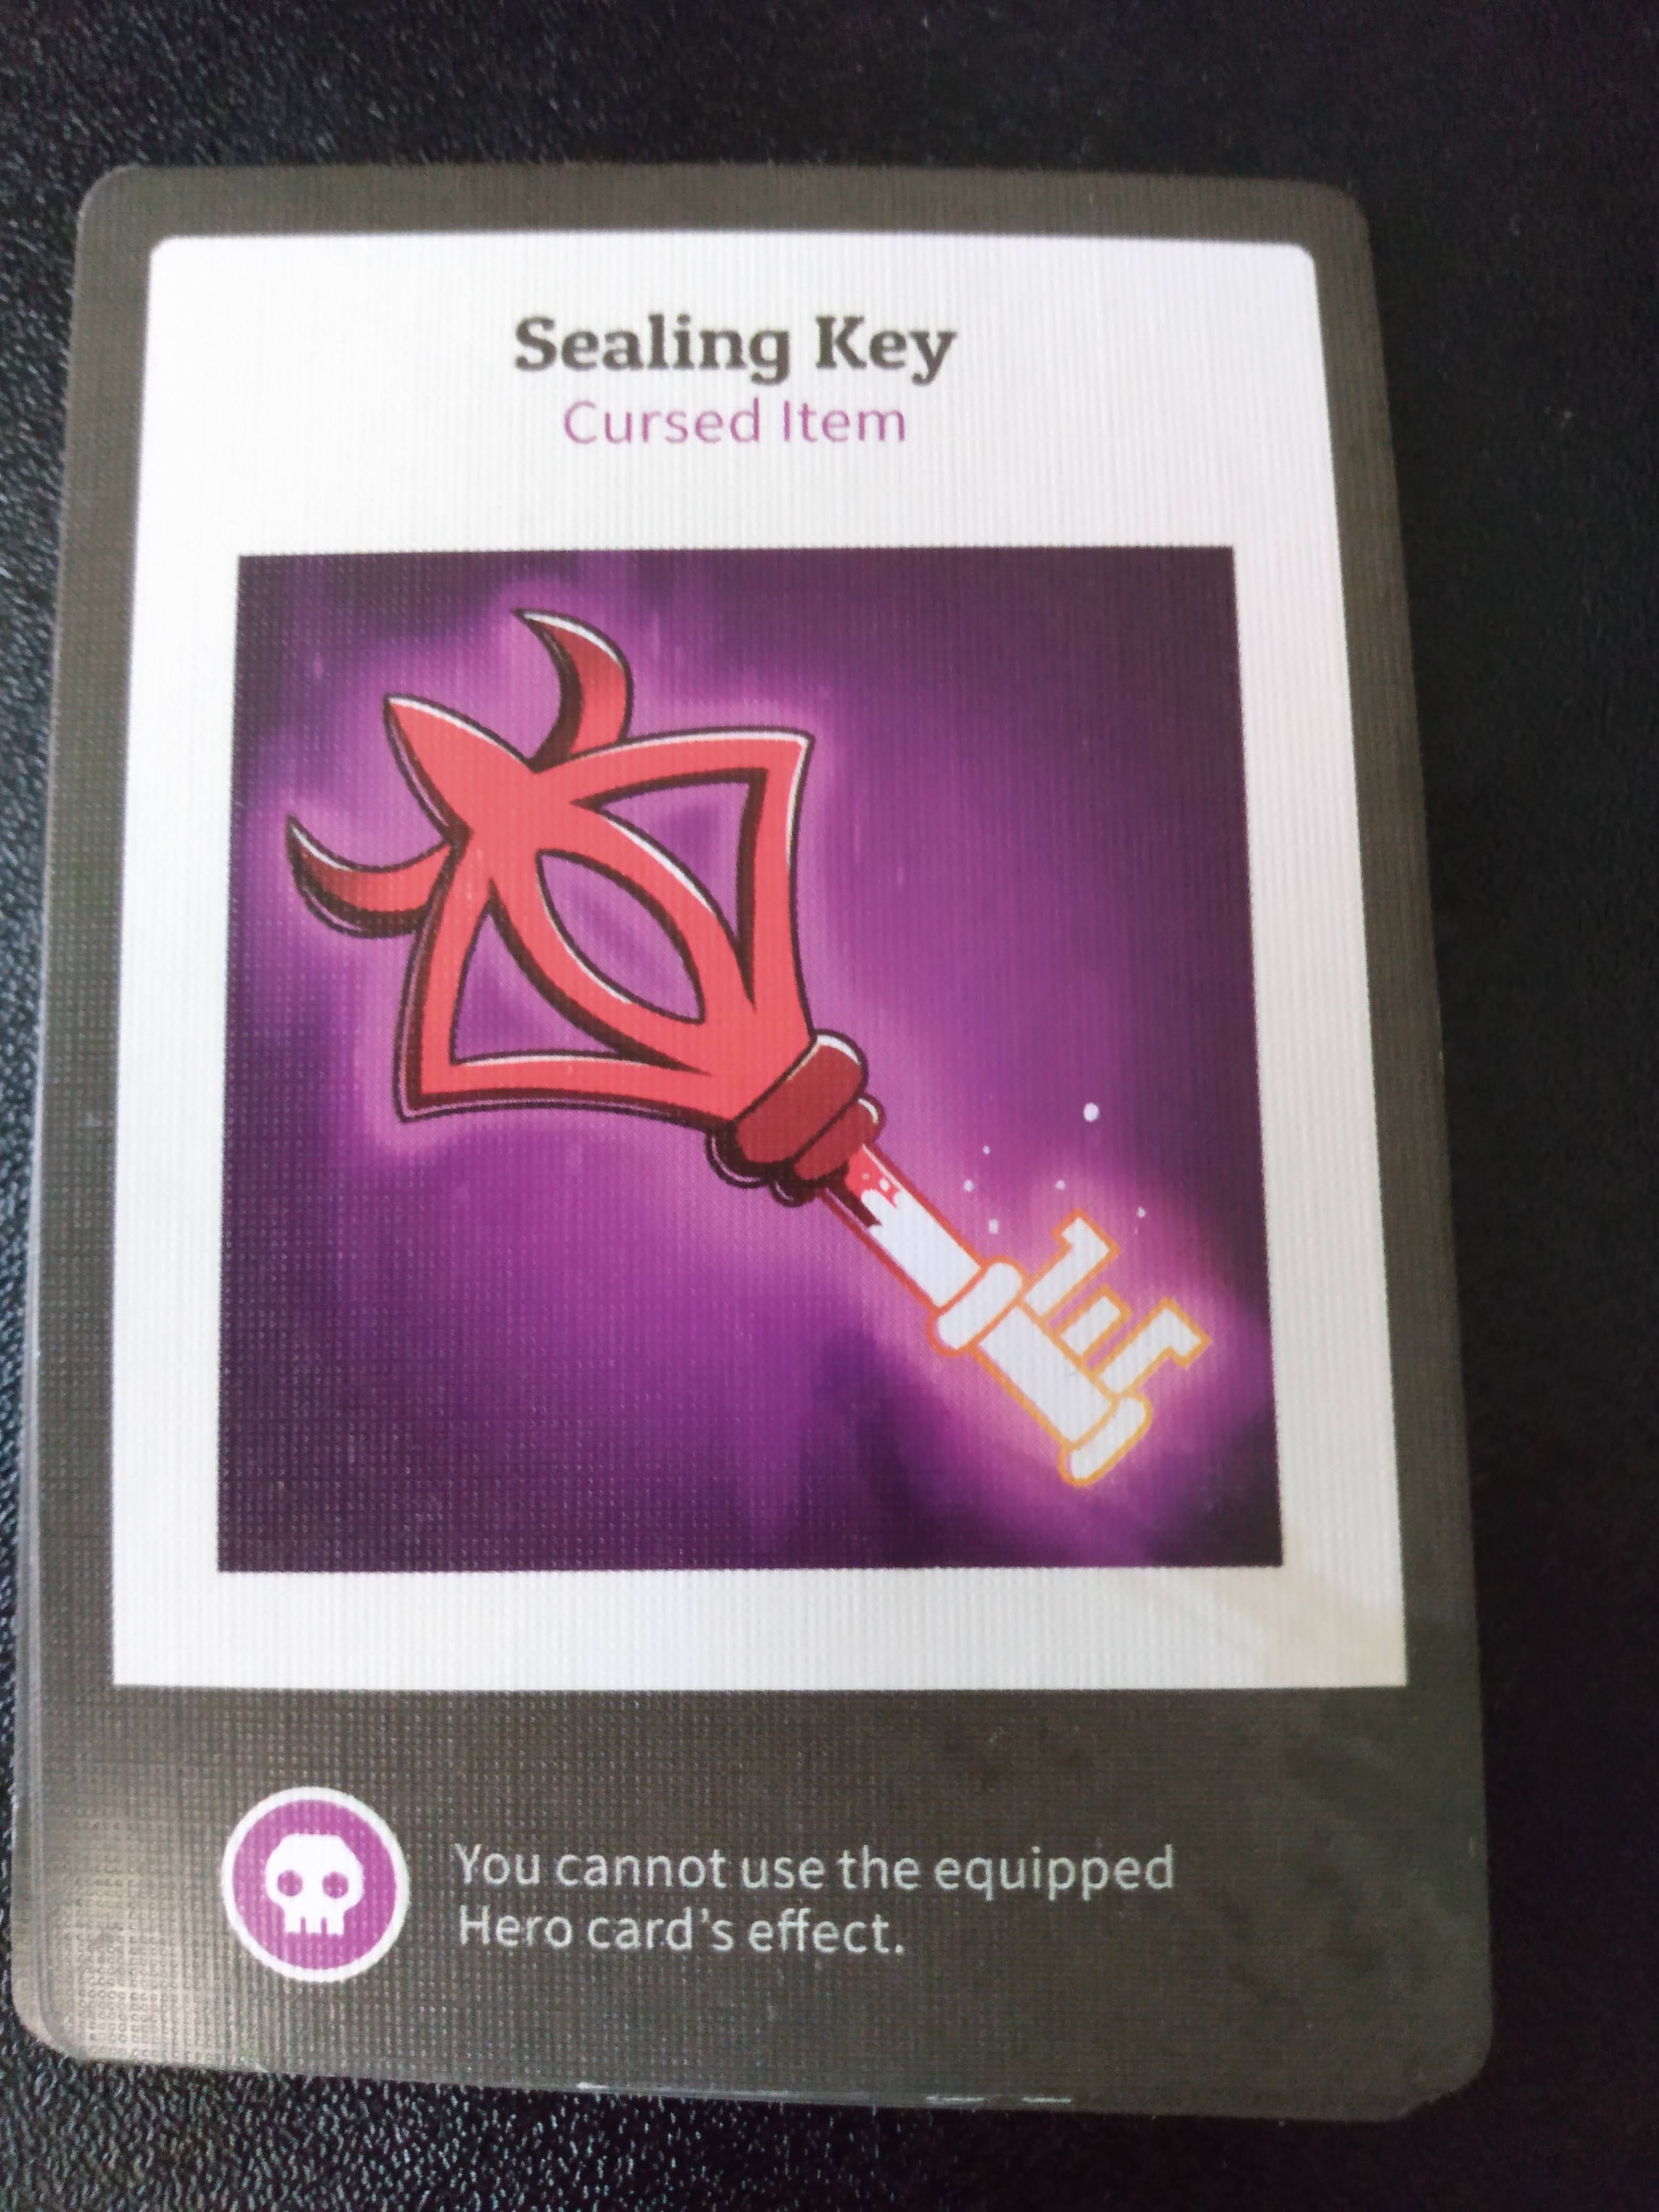 Sealing Key
Cursed Item
You cannot use the equipped
Hero card's effect.